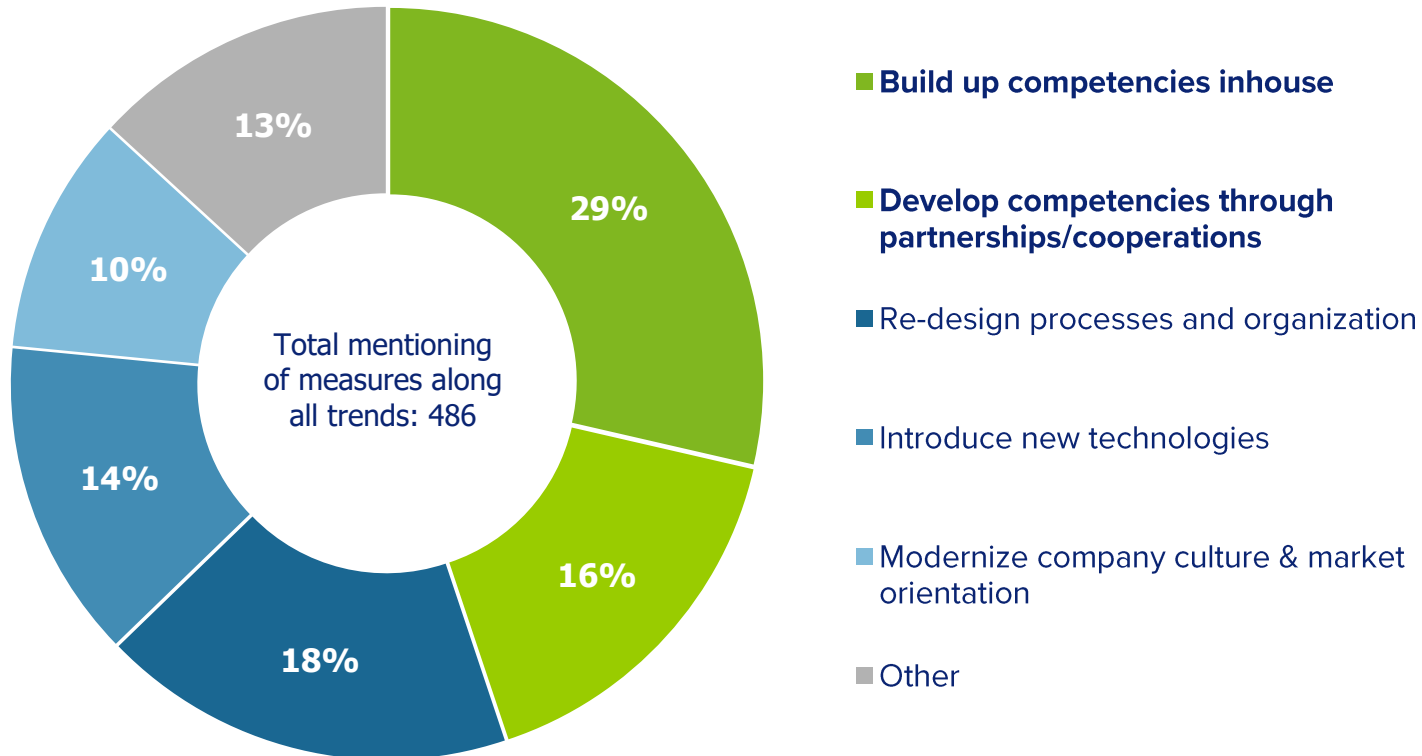 13%
29%
10%
Total mentioning
of measures along
all trends: 486
14%
16%
18%
Build up competencies inhouse
Develop competencies through
partnerships/cooperations
Re-design processes and organization
Introduce new technologies
Modernize company culture & market
orientation
Other